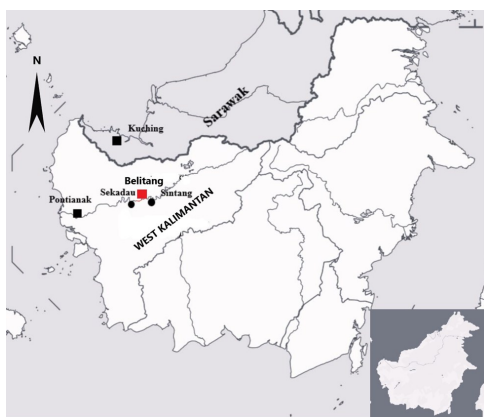 N
Sarawak
Kuching
Belitang
Sekadau
Sintang
Pontianak
WEST KALIMANTAN